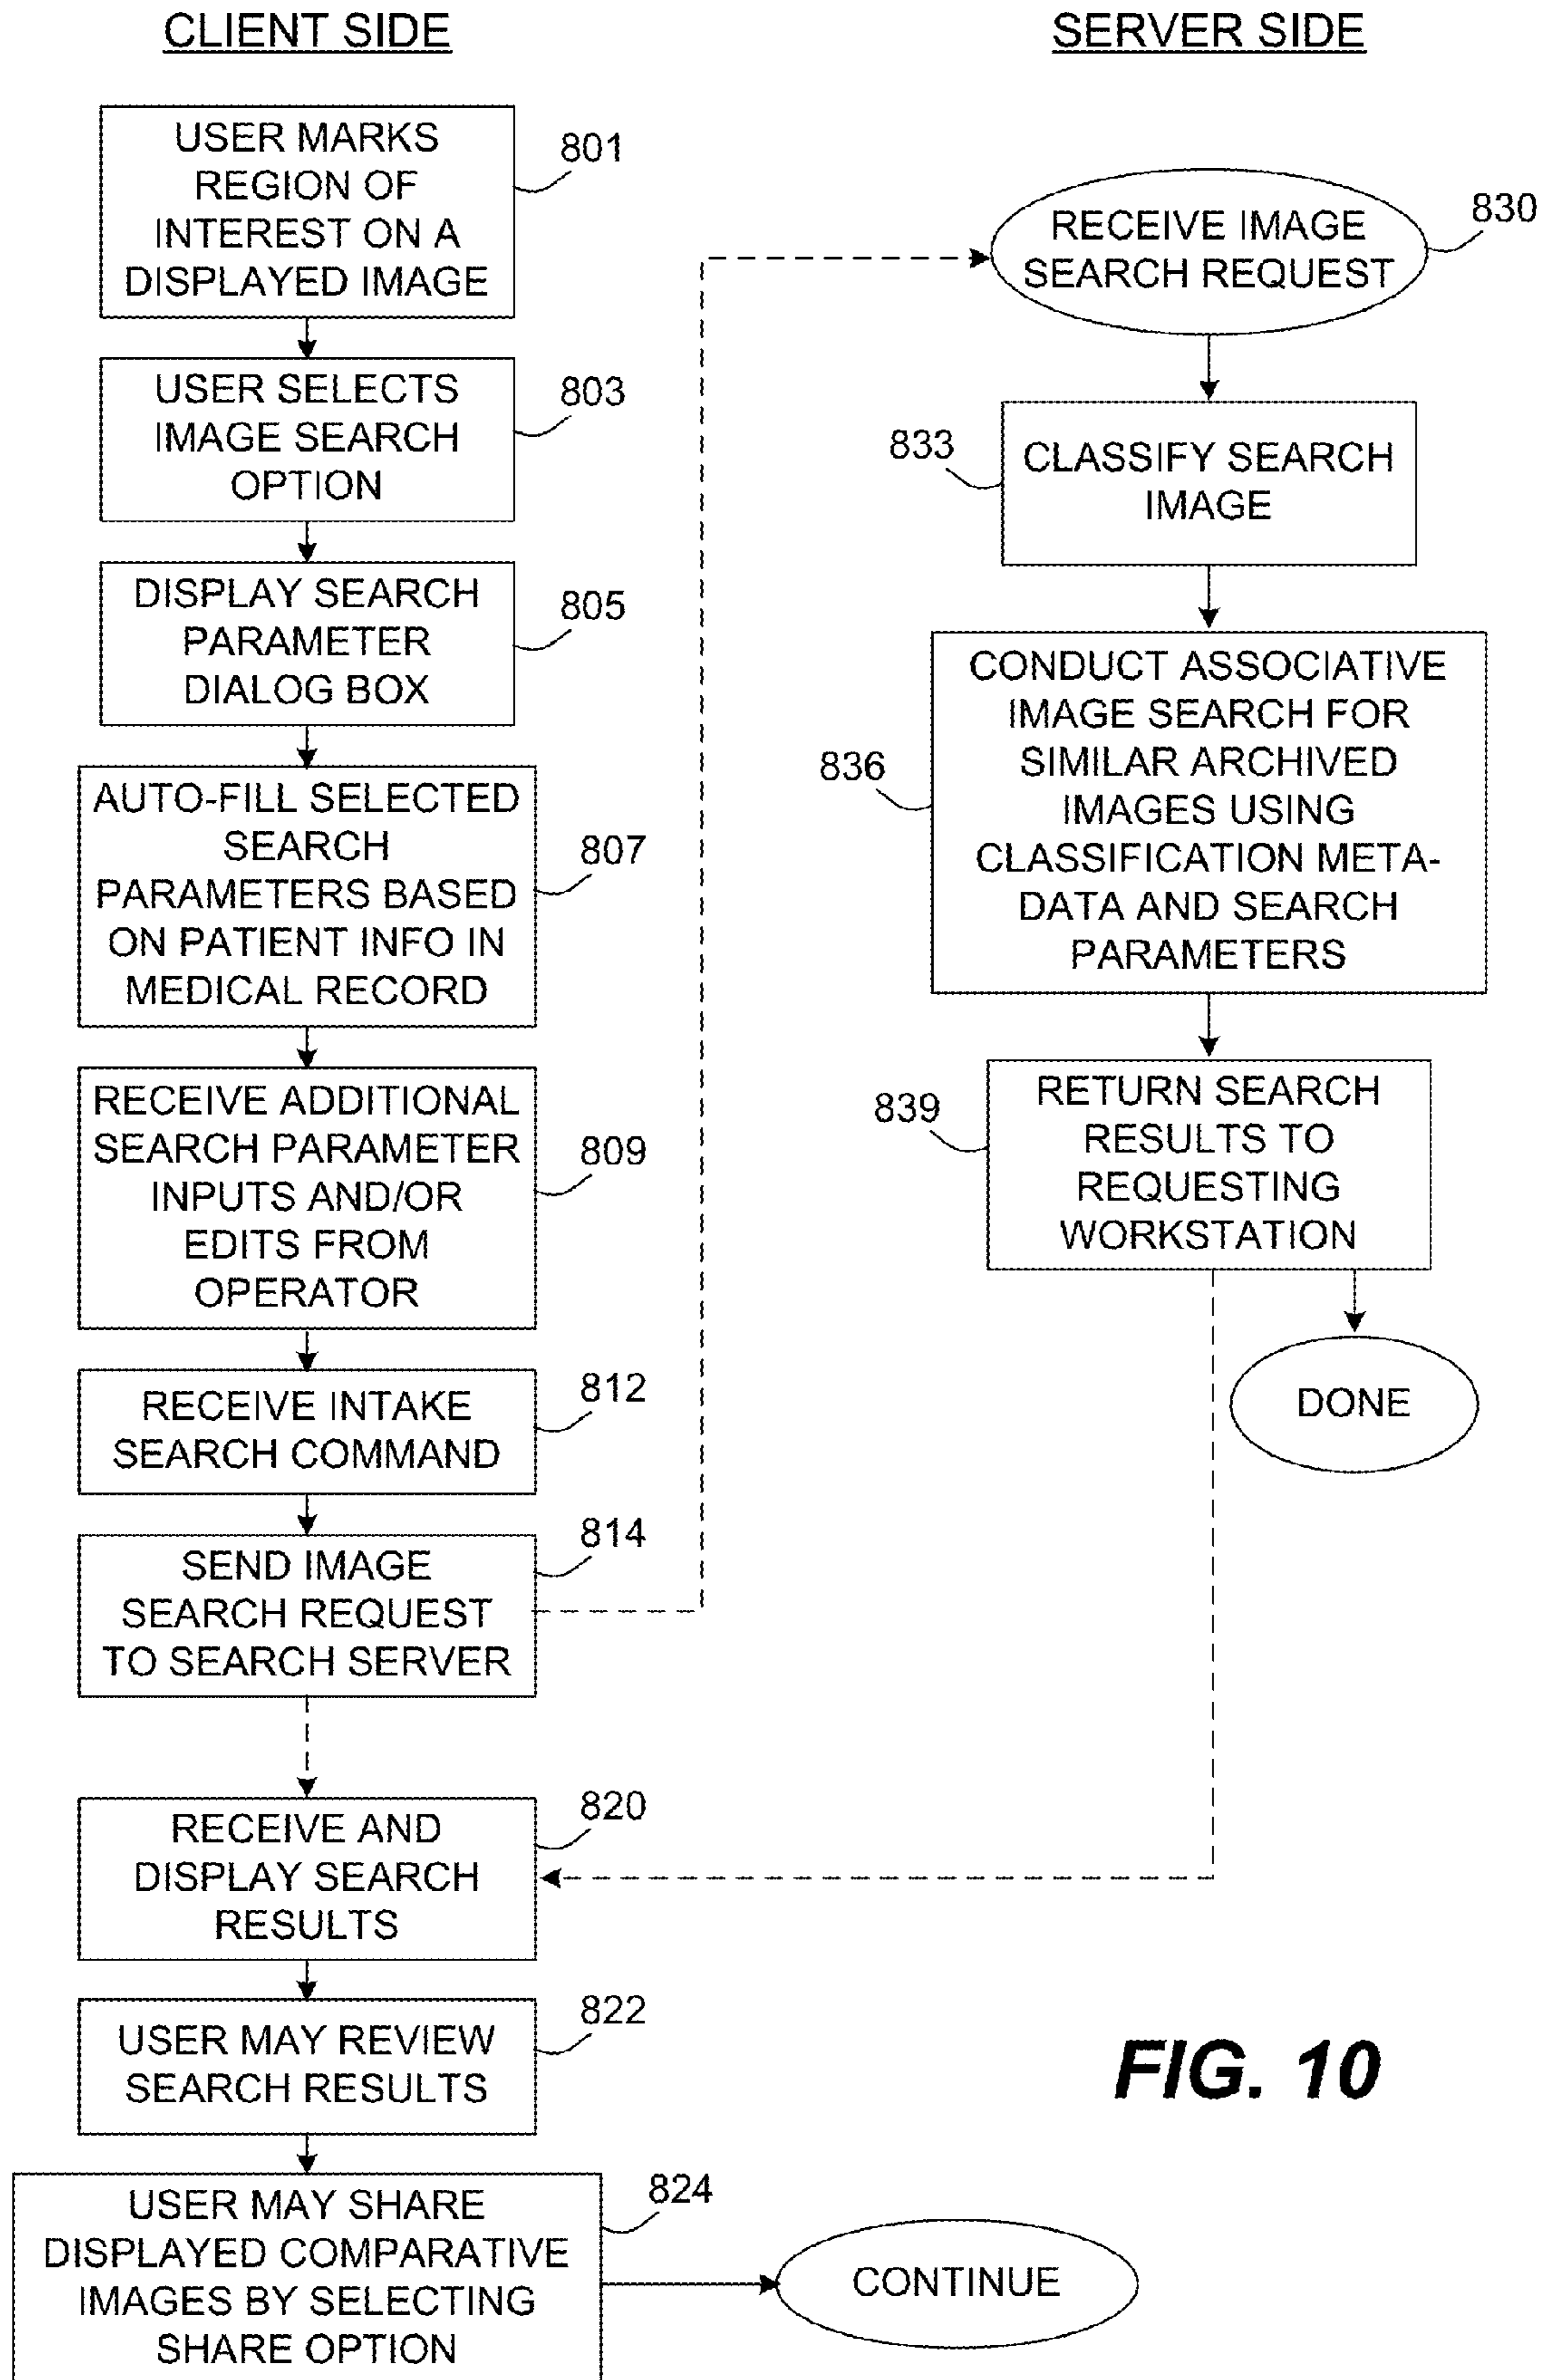 CLIENT SIDE
USER MARKS
REGION OF
INTEREST ON A
DISPLAYED IMAGE
801
USER SELECTS
IMAGE SEARCH
OPTION
803
DISPLAY SEARCH
PARAMETER
DIALOG BOX
805
AUTO-FILL SELECTED
SEARCH
PARAMETERS BASED
ON PATIENT INFO IN
MEDICAL RECORD
807
RECEIVE ADDITIONAL
SEARCH PARAMETER
INPUTS AND/OR
EDITS FROM
OPERATOR
809
RECEIVE INTAKE
SEARCH COMMAND
812
SEND IMAGE
SEARCH REQUEST
TO SEARCH SERVER
814
RECEIVE AND
DISPLAY SEARCH
RESULTS
820
USER MAY REVIEW
SEARCH RESULTS
822
USER MAY SHARE
DISPLAYED COMPARATIVE
IMAGES BY SELECTING
SHARE OPTION
824
CONTINUE
SERVER SIDE
RECEIVE IMAGE
SEARCH REQUEST
830
833
CLASSIFY SEARCH
IMAGE
836
CONDUCT ASSOCIATIVE
IMAGE SEARCH FOR
SIMILAR ARCHIVED
IMAGES USING
CLASSIFICATION META-
DATA AND SEARCH
PARAMETERS
839
RETURN SEARCH
RESULTS TO
REQUESTING
WORKSTATION
DONE
FIG. 10